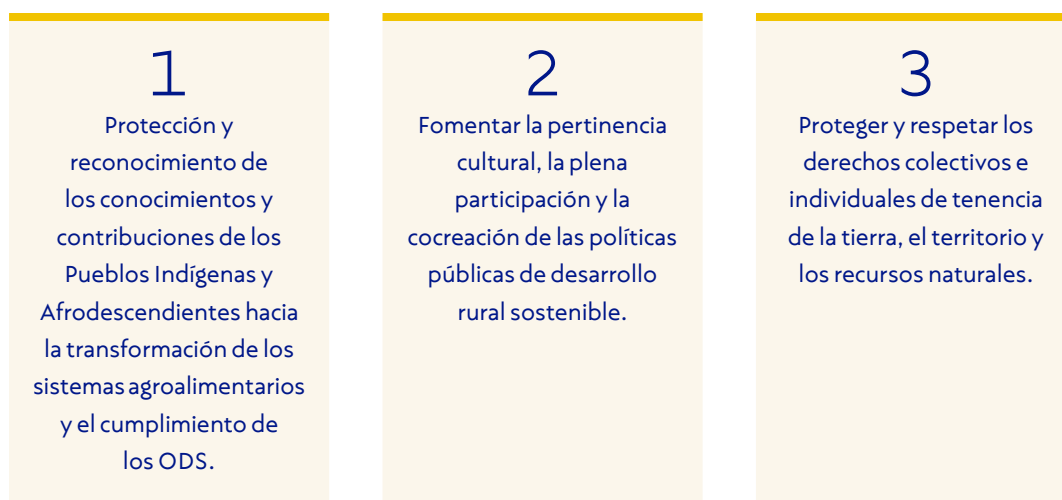 1
Protección y
reconocimiento de
los conocimientos y
contribuciones de los
Pueblos Indígenas y
Afrodescendientes hacia
la transformación de los
sistemas agroalimentarios
y el cumplimiento de
los ODS.
2
Fomentar la pertinencia
cultural, la plena
participación y la
cocreación de las políticas
públicas de desarrollo
rural sostenible.
3
Proteger y respetar los
derechos colectivos e
individuales de tenencia
de la tierra, el territorio y
los recursos naturales.